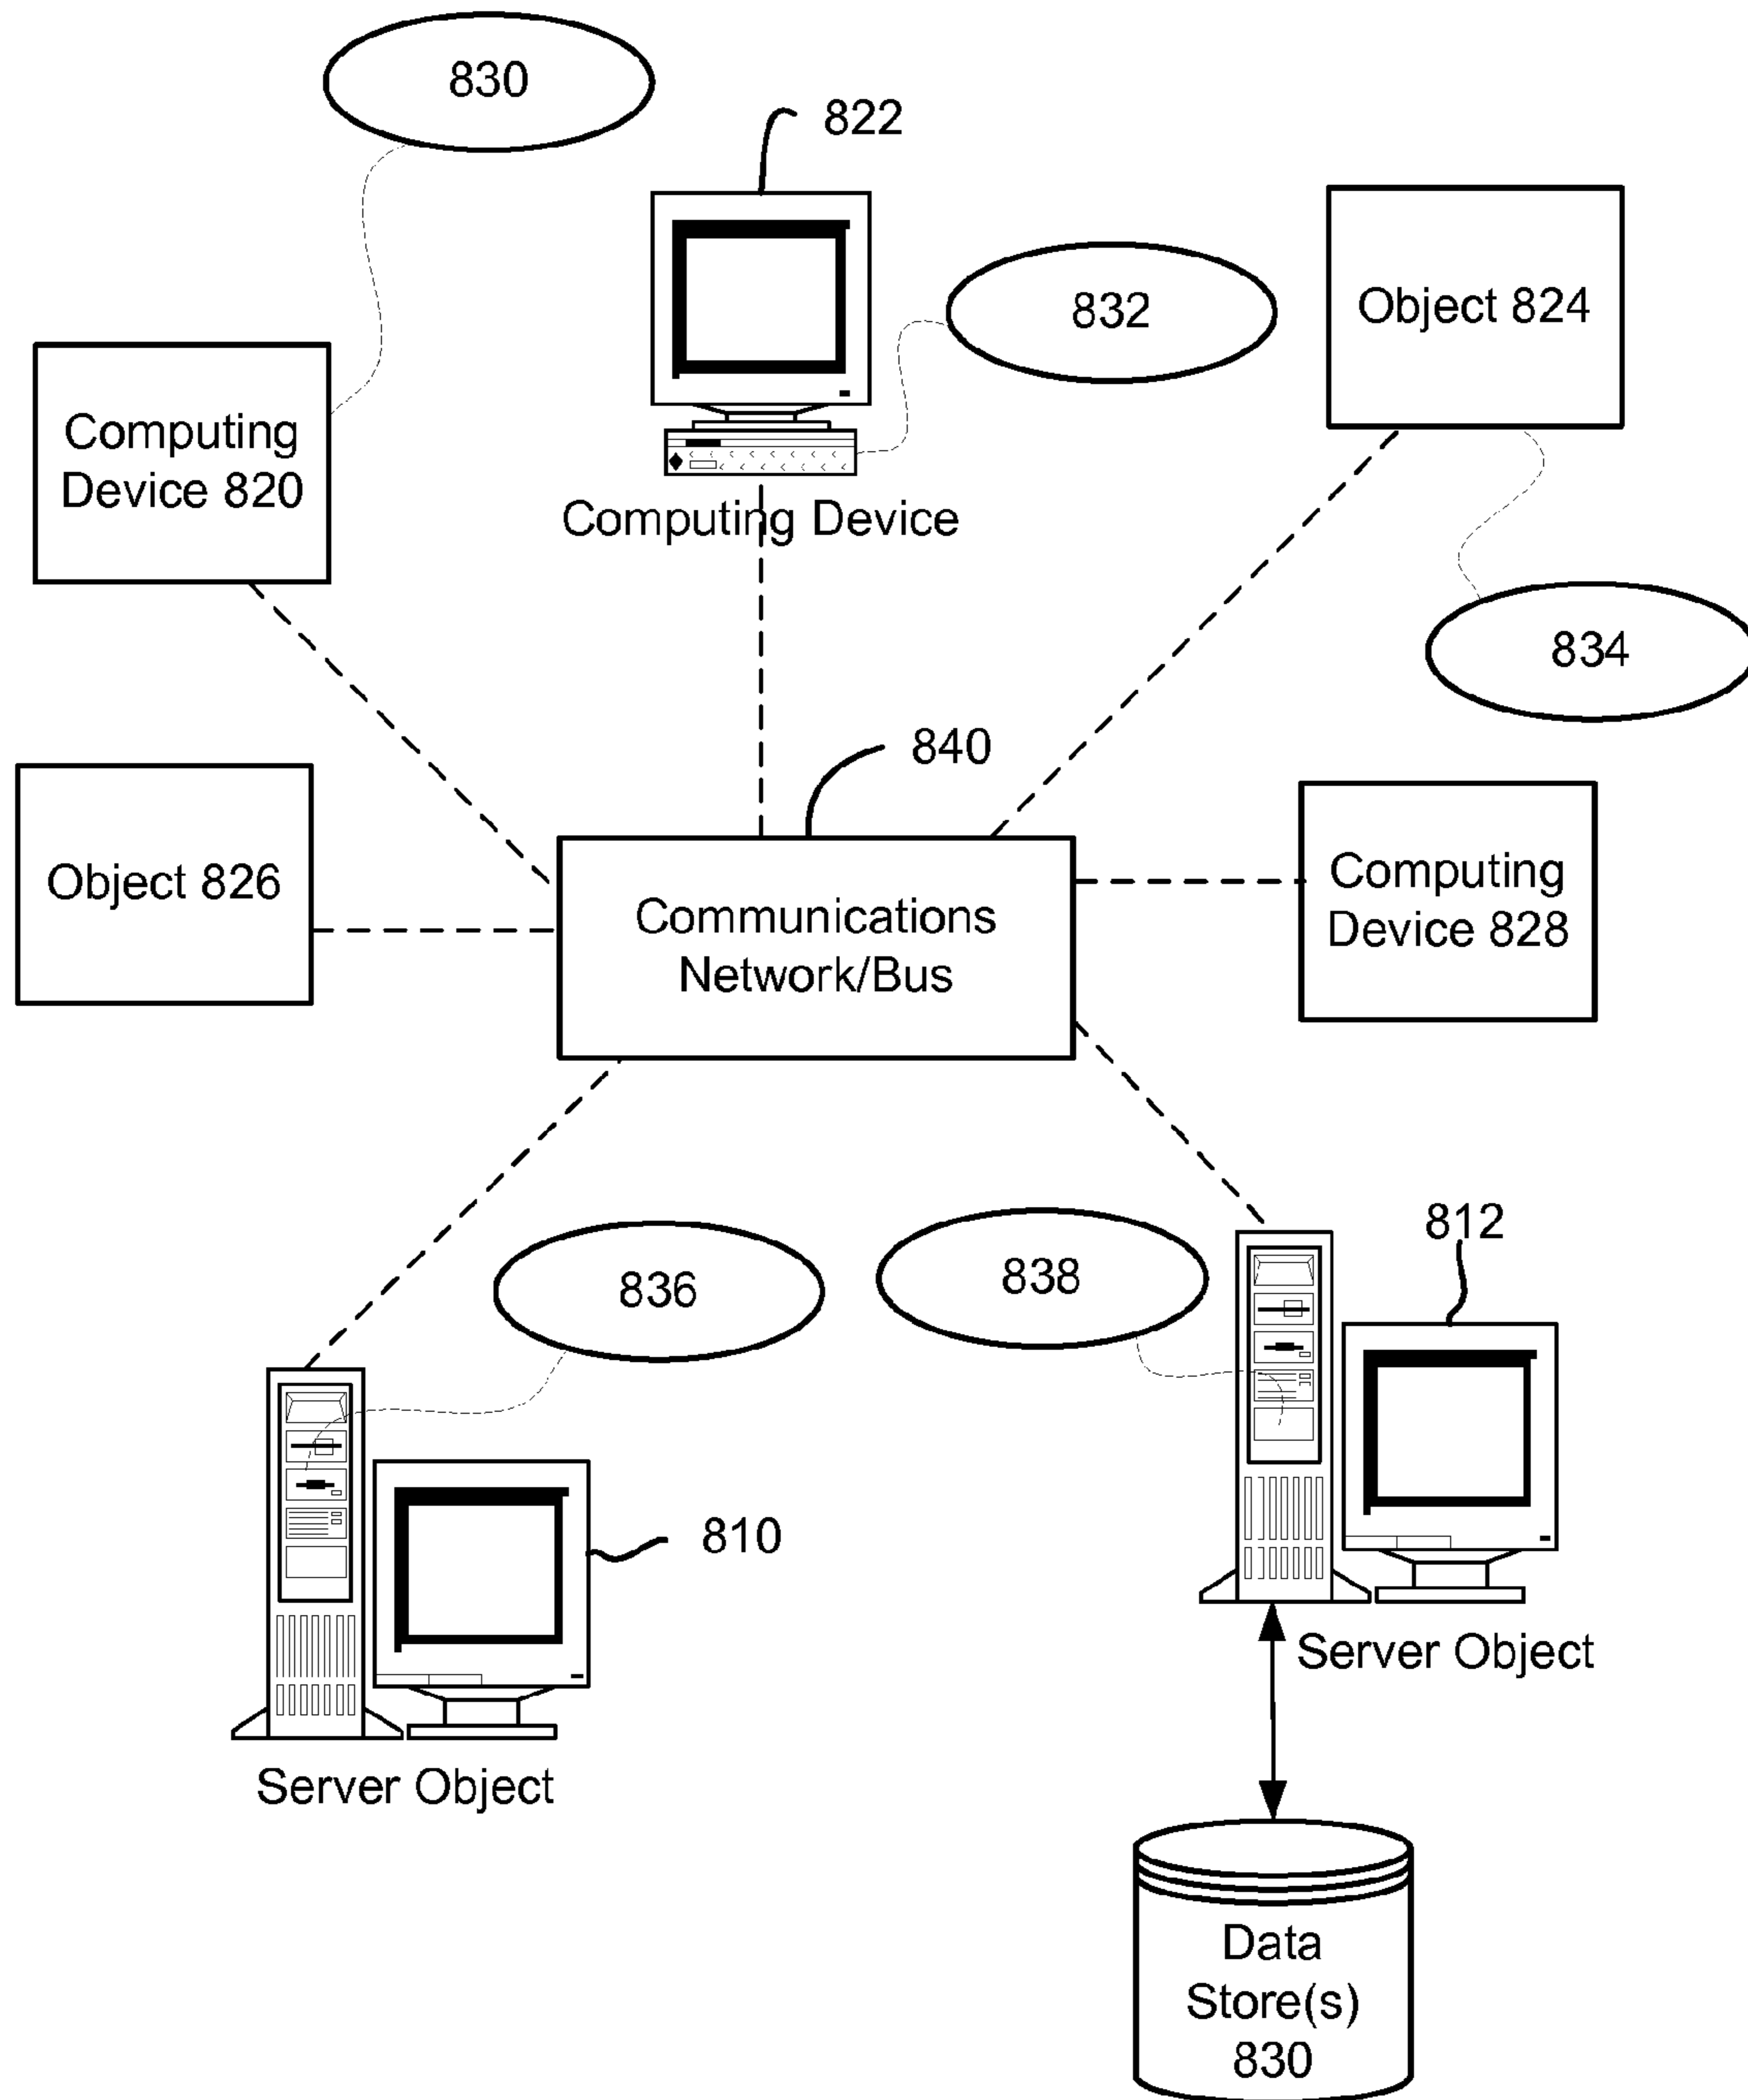 830
822
832
Object 824
Computing
Device 820
Computing Device
834
840
Object 826
Communications
Network/Bus
Computing
Device 828
836
838
812
810
Server Object
Server Object
Data
Store(s)
830